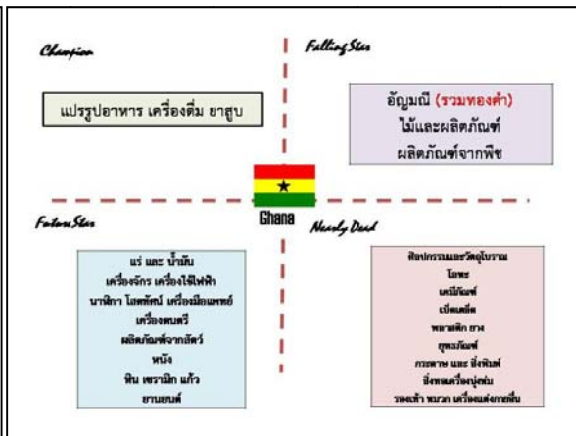 Champion
Falling Star
แปรรูปอาหาร เครื่องดื่ม ยาสูบ
อัญมณี (รวมทองคำ)
ไม้และผลิตภัณฑ์
ผลิตภัณฑ์จากพืช
Ghana
Future Star
Nearly Dead
แร่ และ น้ำมัน
เครื่องจักร เครื่องใช้ไฟฟ้า
นาฬิกา โสตทัศน์ เครื่องมือแพทย์
เครื่องดนตรี
ผลิตภัณฑ์จากสัตว์
หนัง
หิน เซรามิก แก้ว
ยานยนต์
ศิลปกรรมและวัตถุโบราณ
โลหะ
เคมีภัณฑ์
เบ็ดเตล็ด
พลาสติก ยาง
ยุทธภัณฑ์
กระดาษ และ สิ่งพิมพ์
สิ่งทอเครื่องนุ่งห่ม
รองเท้า หมวก เครื่องแต่งกายอื่น